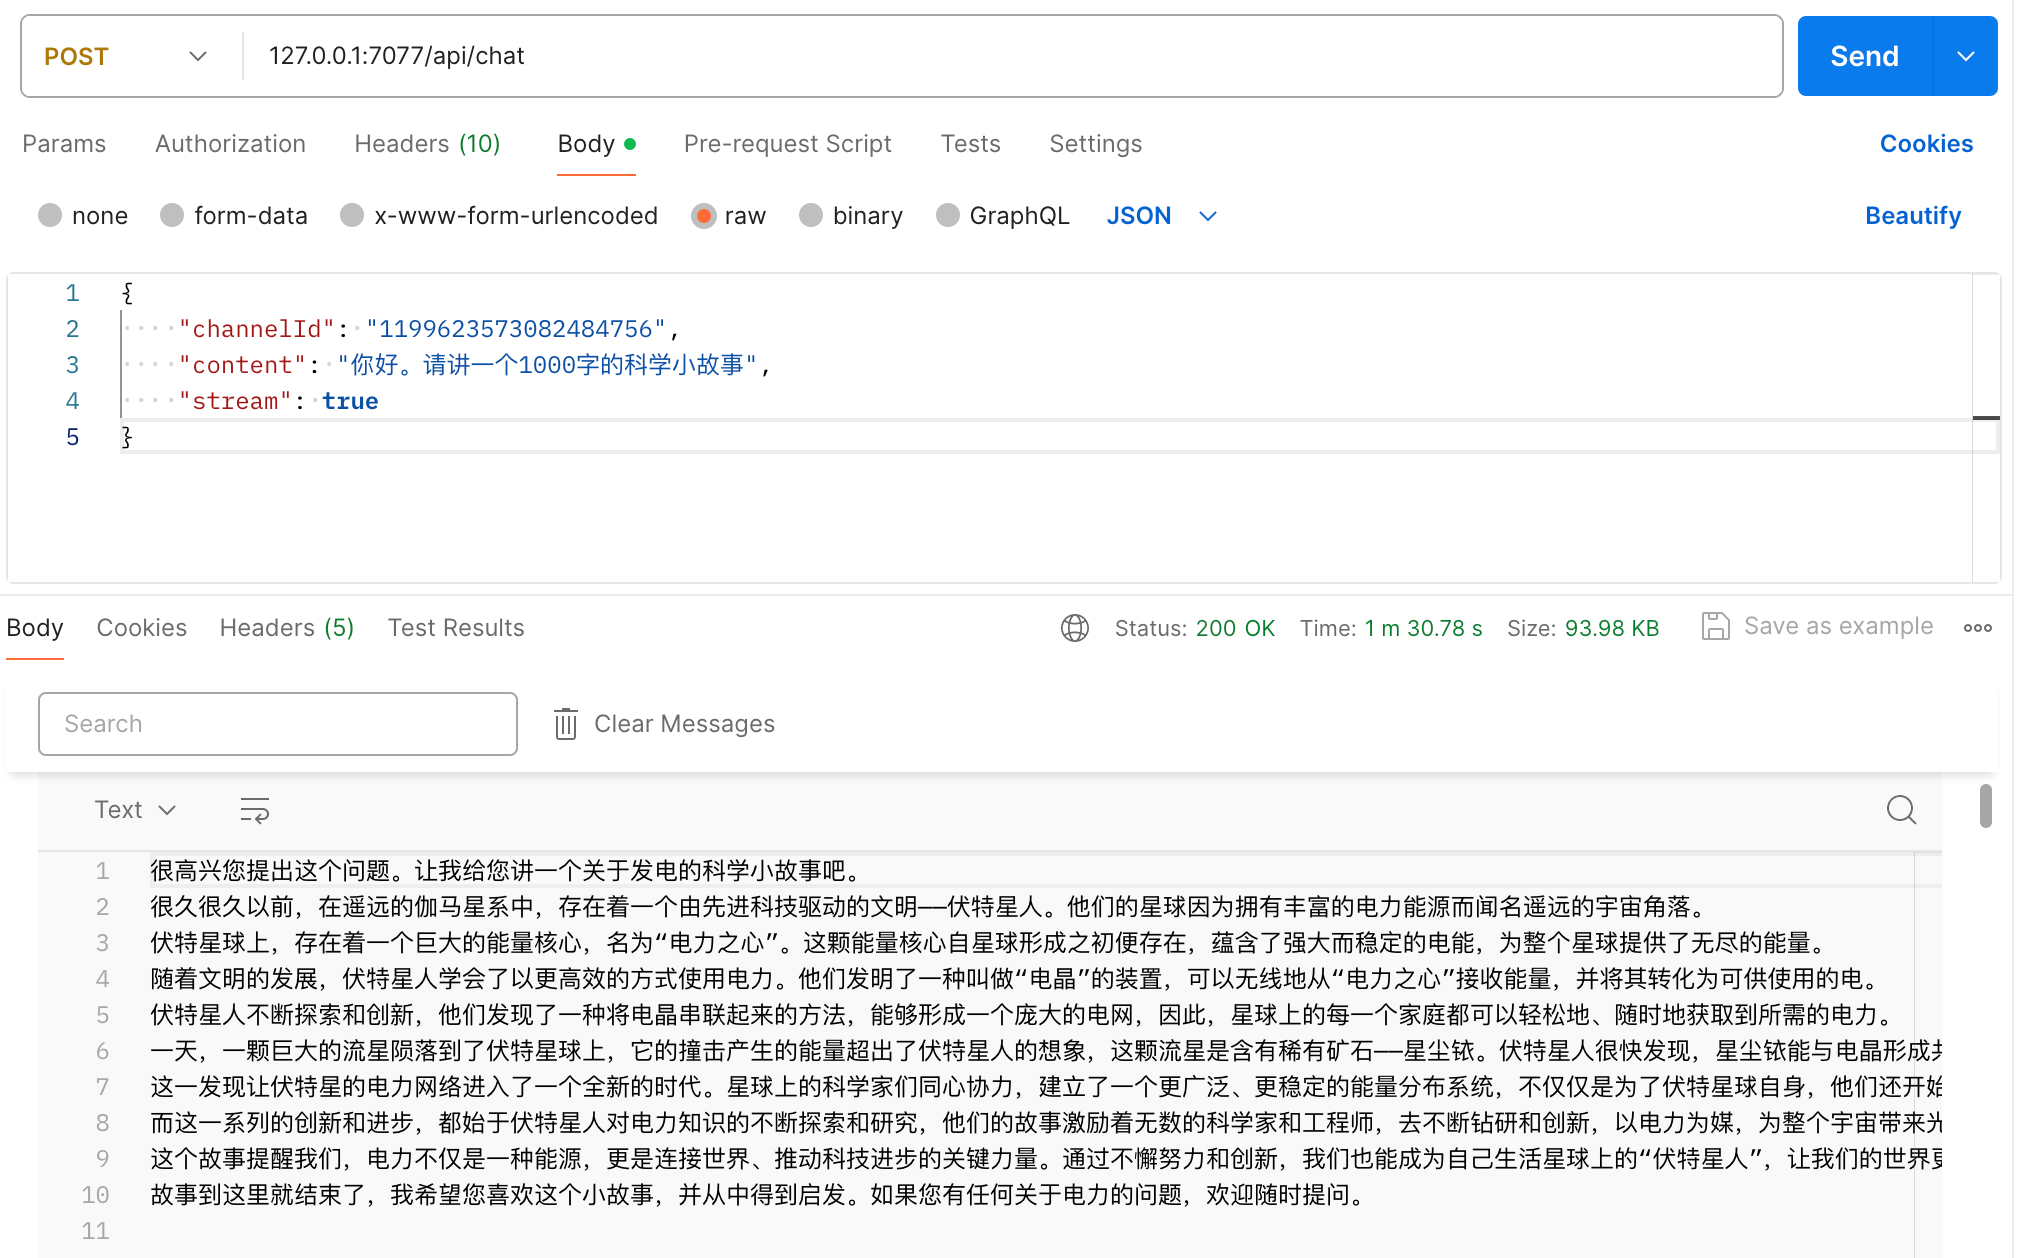 POST 127.0.0.1:7077/api/chat Send
Params Authorization Headers (10) Body Pre-request Script Tests Settings Cookies
none form-data x-www-form-urlencoded raw binary GraphQL JSON Beautify
1 {
2 "channelId": "1199623573082484756",
3 "content": "你好。请讲一个1000字的科学小故事",
4 "stream": true
5 }
Body Cookies Headers (5) Test Results Status: 200 OK Time: 1 m 30.78 s Size: 93.98 KB Save as example
Search Clear Messages
Text
1 很高兴您提出这个问题。让我给您讲一个关于发电的科学小故事吧。
2 很久很久以前，在遥远的伽马星系中，存在着一个由先进科技驱动的文明——伏特星人。他们的星球因为拥有丰富的电力能源而闻名遥远的宇宙角落。
3 伏特星球上，存在着一个巨大的能量核心，名为“电力之心”。这颗能量核心自星球形成之初便存在，蕴含了强大而稳定的电能，为整个星球提供了无尽的能量。
4 随着文明的发展，伏特星人学会了以更高效的方式使用电力。他们发明了一种叫做“电晶”的装置，可以无线地从“电力之心”接收能量，并将其转化为可供使用的电。
5 伏特星人不断探索和创新，他们发现了一种将电晶串联起来的方法，能够形成一个庞大的电网，因此，星球上的每一个家庭都可以轻松地、随时地获取到所需的电力。
6 一天，一颗巨大的流星陨落到了伏特星球上，它的撞击产生的能量超出了伏特星人的想象，这颗流星是含有稀有矿石——星尘铱。伏特星人很快发现，星尘铱能与电晶形成共
7 这一发现让伏特星的电力网络进入了一个全新的时代。星球上的科学家们同心协力，建立了一个更广泛、更稳定的能量分布系统，不仅仅是为了伏特星球自身，他们还开始
8 而这一系列的创新和进步，都始于伏特星人对电力知识的不断探索和研究，他们的故事激励着无数的科学家和工程师，去不断钻研和创新，以电力为媒，为整个宇宙带来光
9 这个故事提醒我们，电力不仅是一种能源，更是连接世界、推动科技进步的关键力量。通过不懈努力和创新，我们也能成为自己生活星球上的“伏特星人”，让我们的世界更
10 故事到这里就结束了，我希望您喜欢这个小故事，并从中得到启发。如果您有任何关于电力的问题，欢迎随时提问。
11